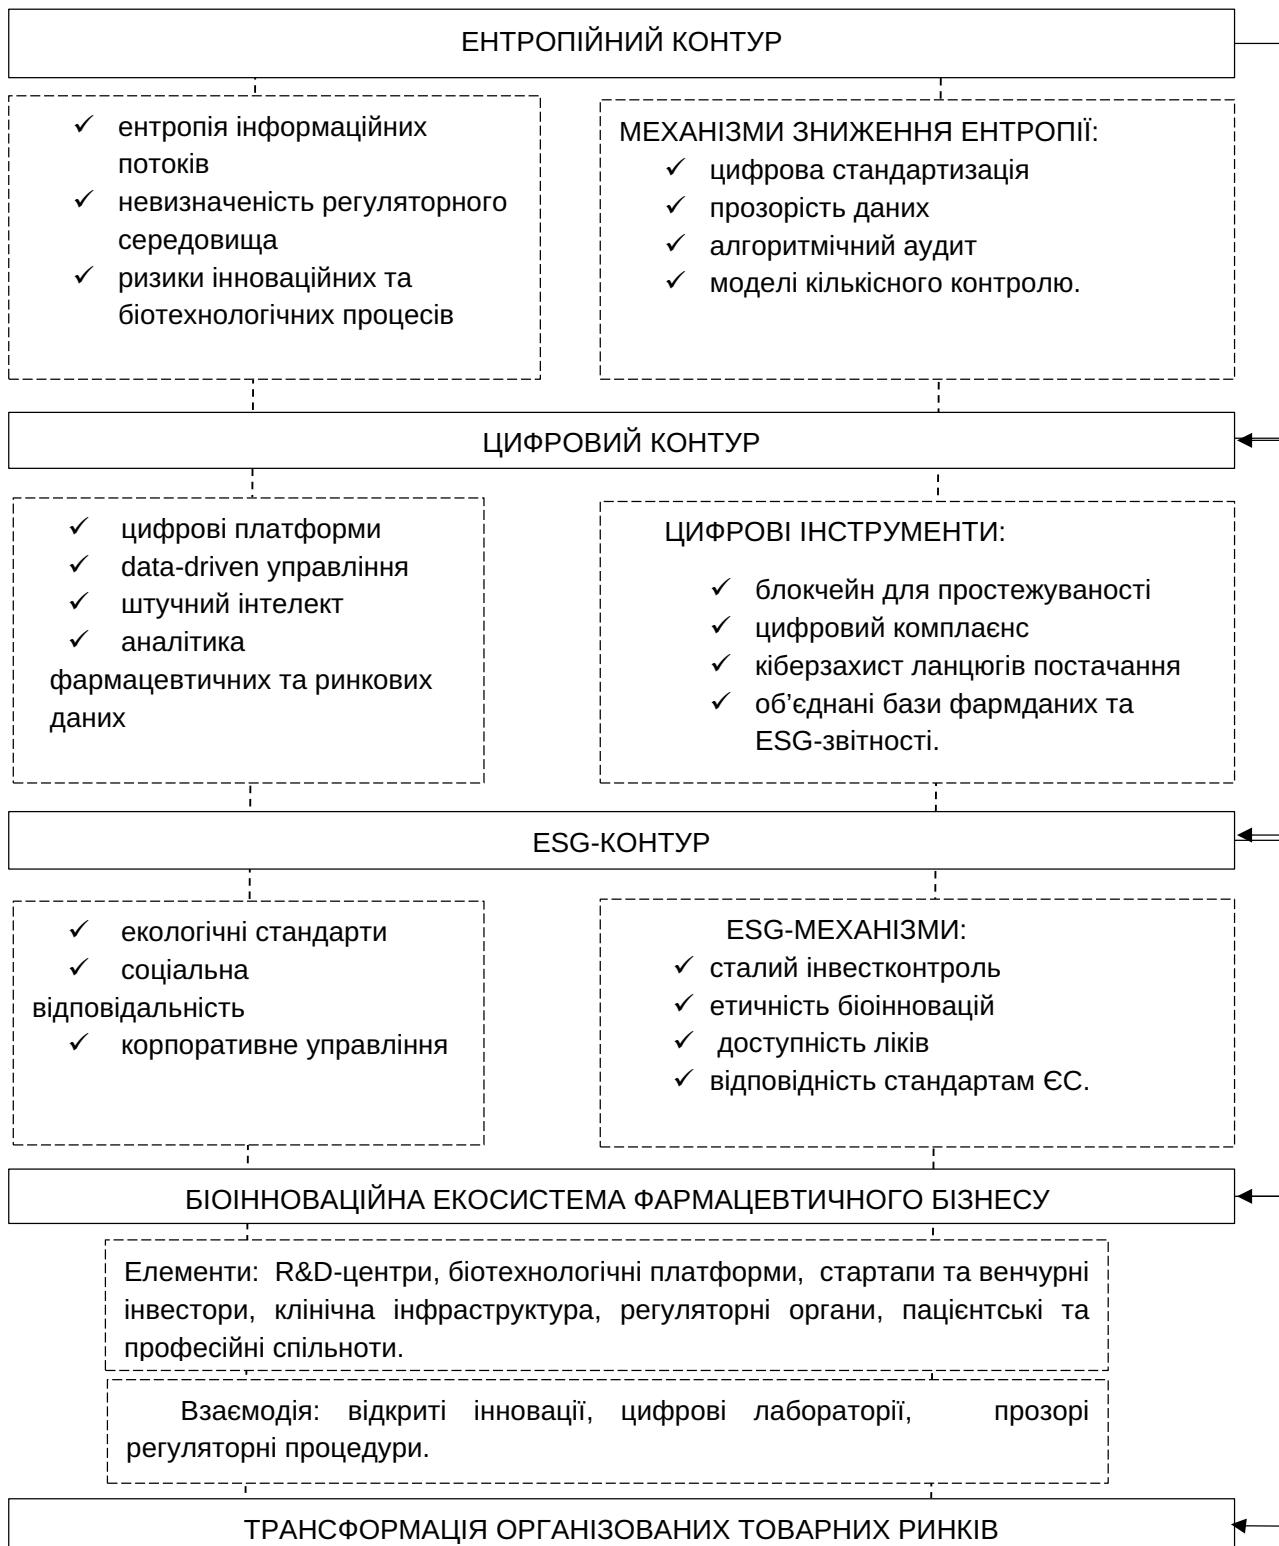 ЕНТРОПІЙНИЙ КОНТУР
✓ ентропія інформаційних
потоків
✓ невизначеність регуляторного
середовища
✓ ризики інноваційних та
біотехнологічних процесів
МЕХАНІЗМИ ЗНИЖЕННЯ ЕНТРОПІЇ:
✓ цифрова стандартизація
✓ прозорість даних
✓ алгоритмічний аудит
✓ моделі кількісного контролю.
ЦИФРОВИЙ КОНТУР
✓ цифрові платформи
✓ data-driven управління
✓ штучний інтелект
✓ аналітика
фармацевтичних та ринкових
даних
ЦИФРОВІ ІНСТРУМЕНТИ:
✓ блокчейн для простежуваності
✓ цифровий комплаєнс
✓ кіберзахист ланцюгів постачання
✓ об’єднані бази фармданих та
ESG-звітності.
ESG-КОНТУР
✓ екологічні стандарти
✓ соціальна
відповідальність
✓ корпоративне управління
ESG-МЕХАНІЗМИ:
✓ сталий інвестконтроль
✓ етичність біоінновацій
✓ доступність ліків
✓ відповідність стандартам ЄС.
БІОІННОВАЦІЙНА ЕКОСИСТЕМА ФАРМАЦЕВТИЧНОГО БІЗНЕСУ
Елементи: R&D-центри, біотехнологічні платформи, стартапи та венчурні
інвестори, клінічна інфраструктура, регуляторні органи, пацієнтські та
професійні спільноти.
Взаємодія: відкриті інновації, цифрові лабораторії, прозорі
регуляторні процедури.
ТРАНСФОРМАЦІЯ ОРГАНІЗОВАНИХ ТОВАРНИХ РИНКІВ